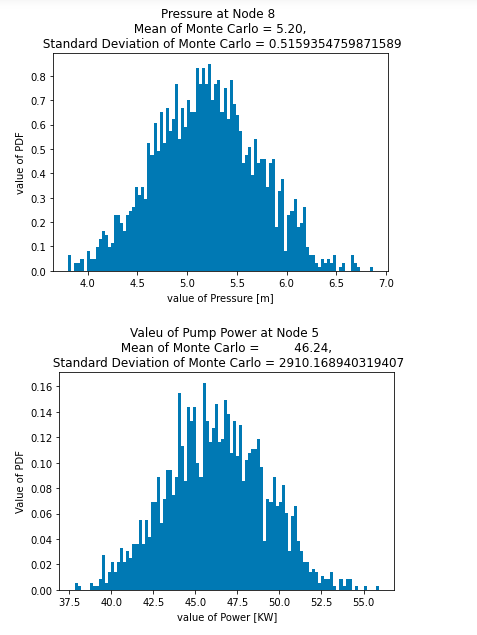 Pressure at Node 8
Mean of Monte Carlo = 5.20,
Standard Deviation of Monte Carlo = 0.5159354759871589
0.8
0.7
0.6
0.5
0.4
0.3
0.2
0.1
0.0
value of PDF
4.0 4.5 5.0 5.5 6.0 6.5 7.0
value of Pressure [m]
Valeu of Pump Power at Node 5
Mean of Monte Carlo = 46.24,
Standard Deviation of Monte Carlo = 2910.168940319407
0.16
0.14
0.12
0.10
0.08
0.06
0.04
0.02
0.00
Value of PDF
37.5 40.0 42.5 45.0 47.5 50.0 52.5 55.0
value of Power [KW]